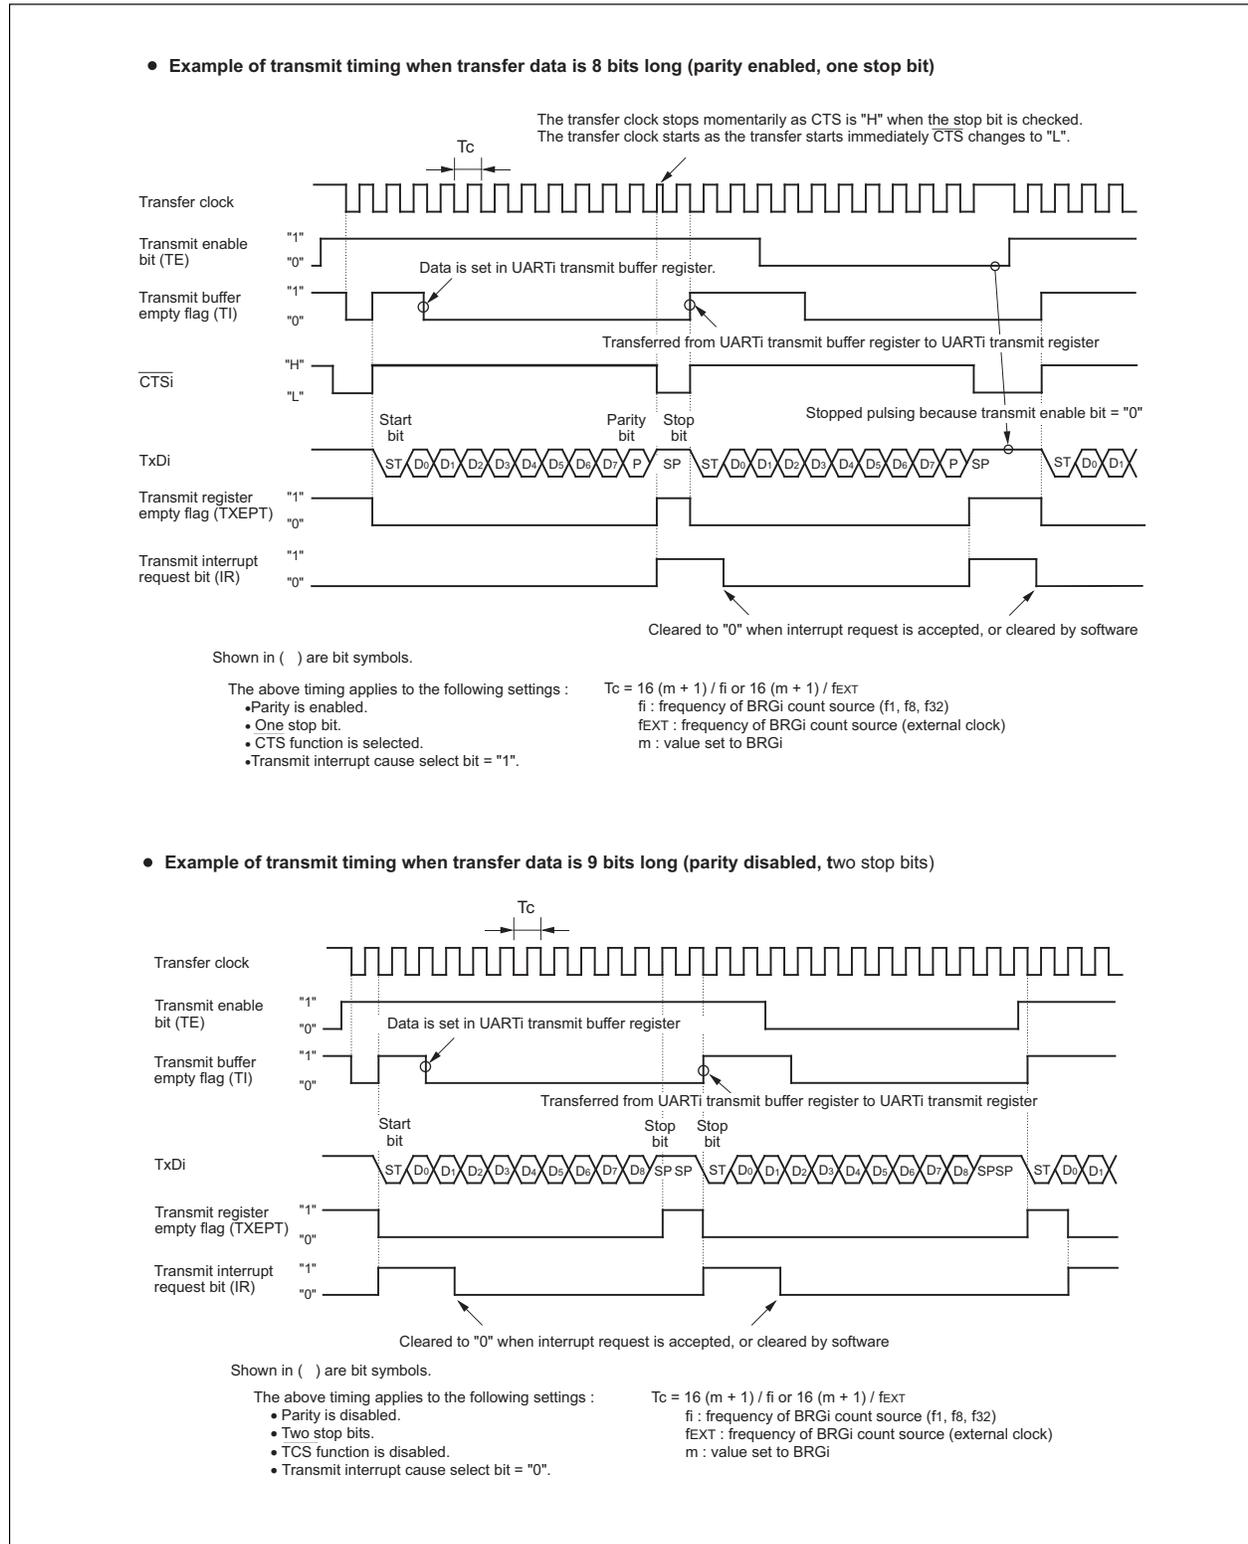 ● Example of transmit timing when transfer data is 8 bits long (parity enabled, one stop bit)
The transfer clock stops momentarily as CTS is "H" when the stop bit is checked.
The transfer clock starts as the transfer starts immediately CTS changes to "L".
Tc
Transfer clock
Transmit enable
bit (TE)
"1"
"0"
Data is set in UARTi transmit buffer register.
Transmit buffer
empty flag (TI)
"1"
"0"
Transferred from UARTi transmit buffer register to UARTi transmit register
CTSi
"H"
"L"
Stopped pulsing because transmit enable bit = "0"
Start
bit
Parity
bit
Stop
bit
TxDi
ST D0 D1 D2 D3 D4 D5 D6 D7 P SP ST D0 D1 D2 D3 D4 D5 D6 D7 P SP ST D0 D1
Transmit register
empty flag (TXEPT)
"1"
"0"
Transmit interrupt
request bit (IR)
"1"
"0"
Cleared to "0" when interrupt request is accepted, or cleared by software
Shown in ( ) are bit symbols.
The above timing applies to the following settings :
•Parity is enabled.
• One stop bit.
• CTS function is selected.
•Transmit interrupt cause select bit = "1".
Tc = 16 (m + 1) / fi or 16 (m + 1) / fEXT
fi : frequency of BRGi count source (f1, f8, f32)
fEXT : frequency of BRGi count source (external clock)
m : value set to BRGi
● Example of transmit timing when transfer data is 9 bits long (parity disabled, two stop bits)
Tc
Transfer clock
Transmit enable
bit (TE)
"1"
"0"
Data is set in UARTi transmit buffer register
Transmit buffer
empty flag (TI)
"1"
"0"
Transferred from UARTi transmit buffer register to UARTi transmit register
Start
bit
Stop
bit
Stop
bit
TxDi
ST D0 D1 D2 D3 D4 D5 D6 D7 D8 SP SP ST D0 D1 D2 D3 D4 D5 D6 D7 D8 SPSP ST D0 D1
Transmit register
empty flag (TXEPT)
"1"
"0"
Transmit interrupt
request bit (IR)
"1"
"0"
Cleared to "0" when interrupt request is accepted, or cleared by software
Shown in ( ) are bit symbols.
The above timing applies to the following settings :
• Parity is disabled.
• Two stop bits.
• TCS function is disabled.
• Transmit interrupt cause select bit = "0".
Tc = 16 (m + 1) / fi or 16 (m + 1) / fEXT
fi : frequency of BRGi count source (f1, f8, f32)
fEXT : frequency of BRGi count source (external clock)
m : value set to BRGi